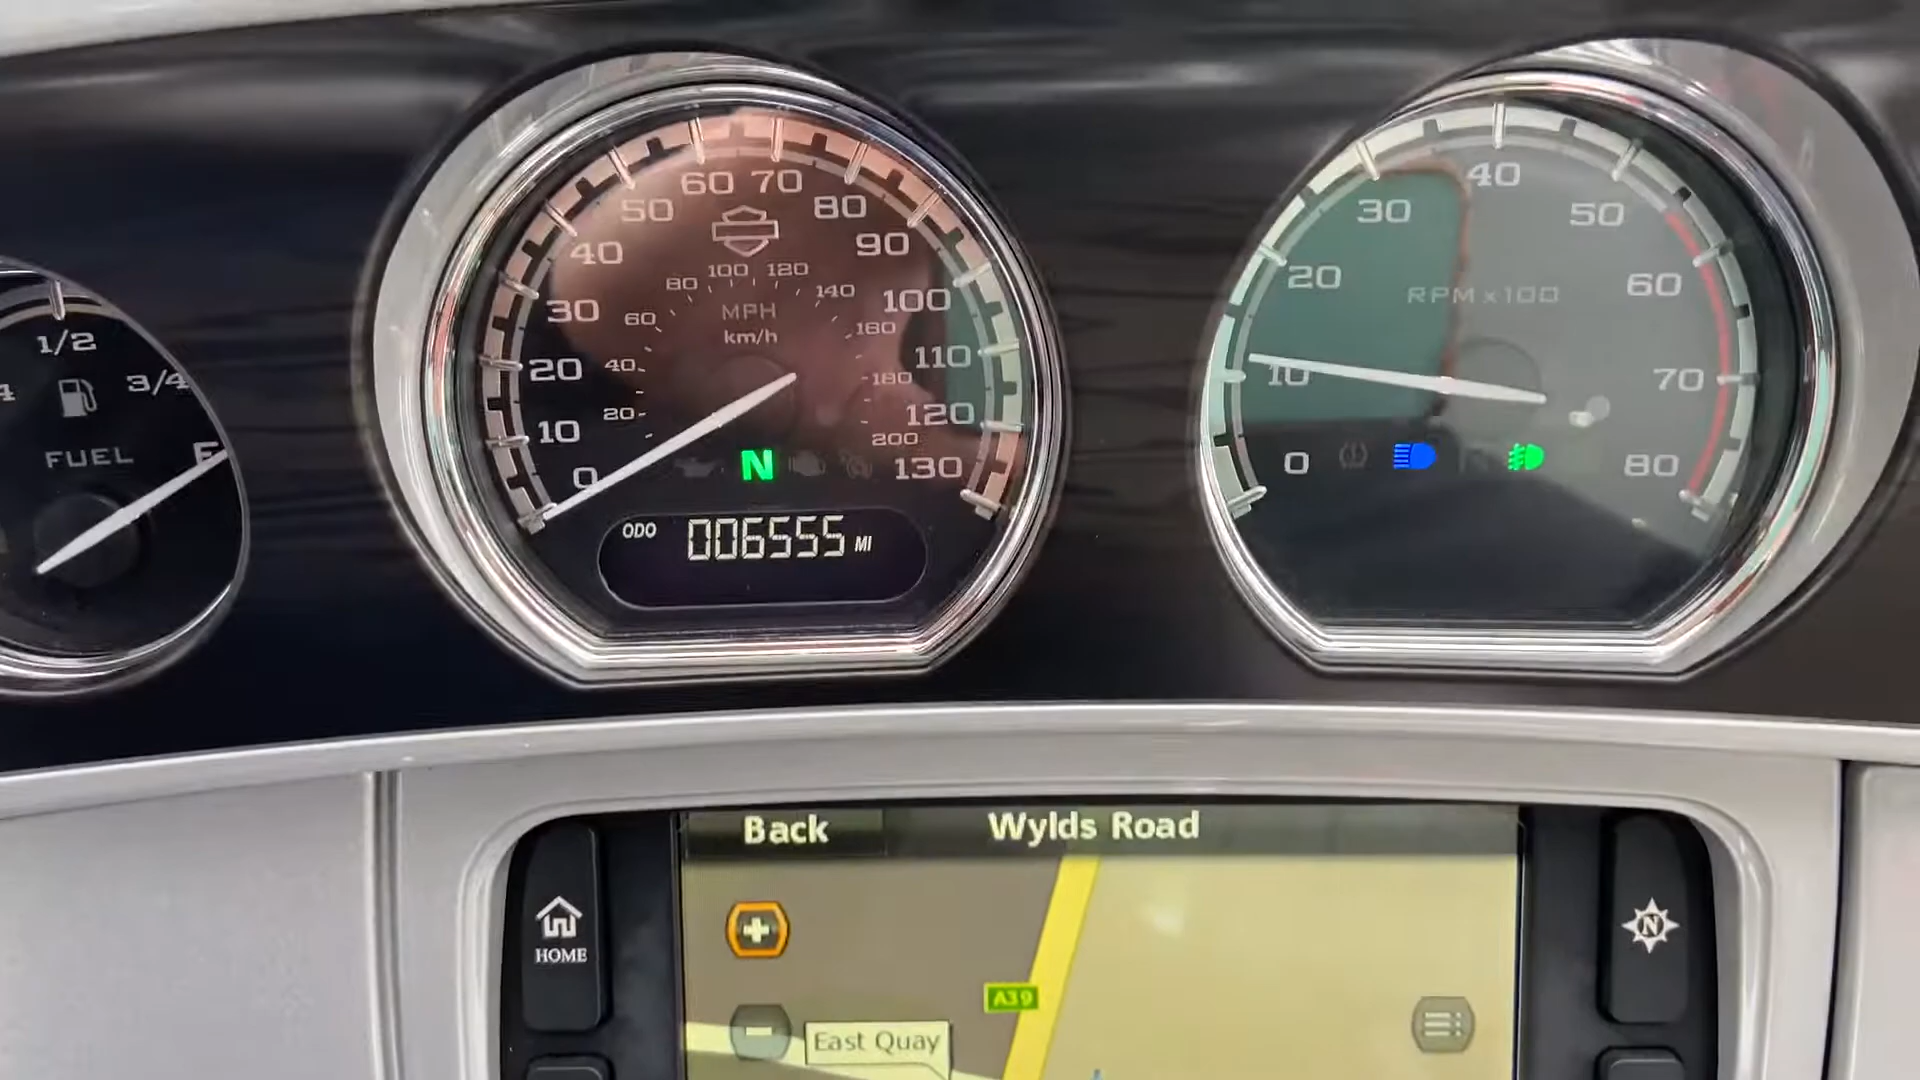 1/2
3/4
FUEL
F
0
10
20
30
40
50
60
70
80
90
100
110
120
130
20
40
60
80
100
120
140
160
180
200
MPH
km/h
N
ODO 006555 MI
0
10
20
30
40
50
60
70
80
RPM x100
Back
Wylds Road
HOME
N
A39
East Quay